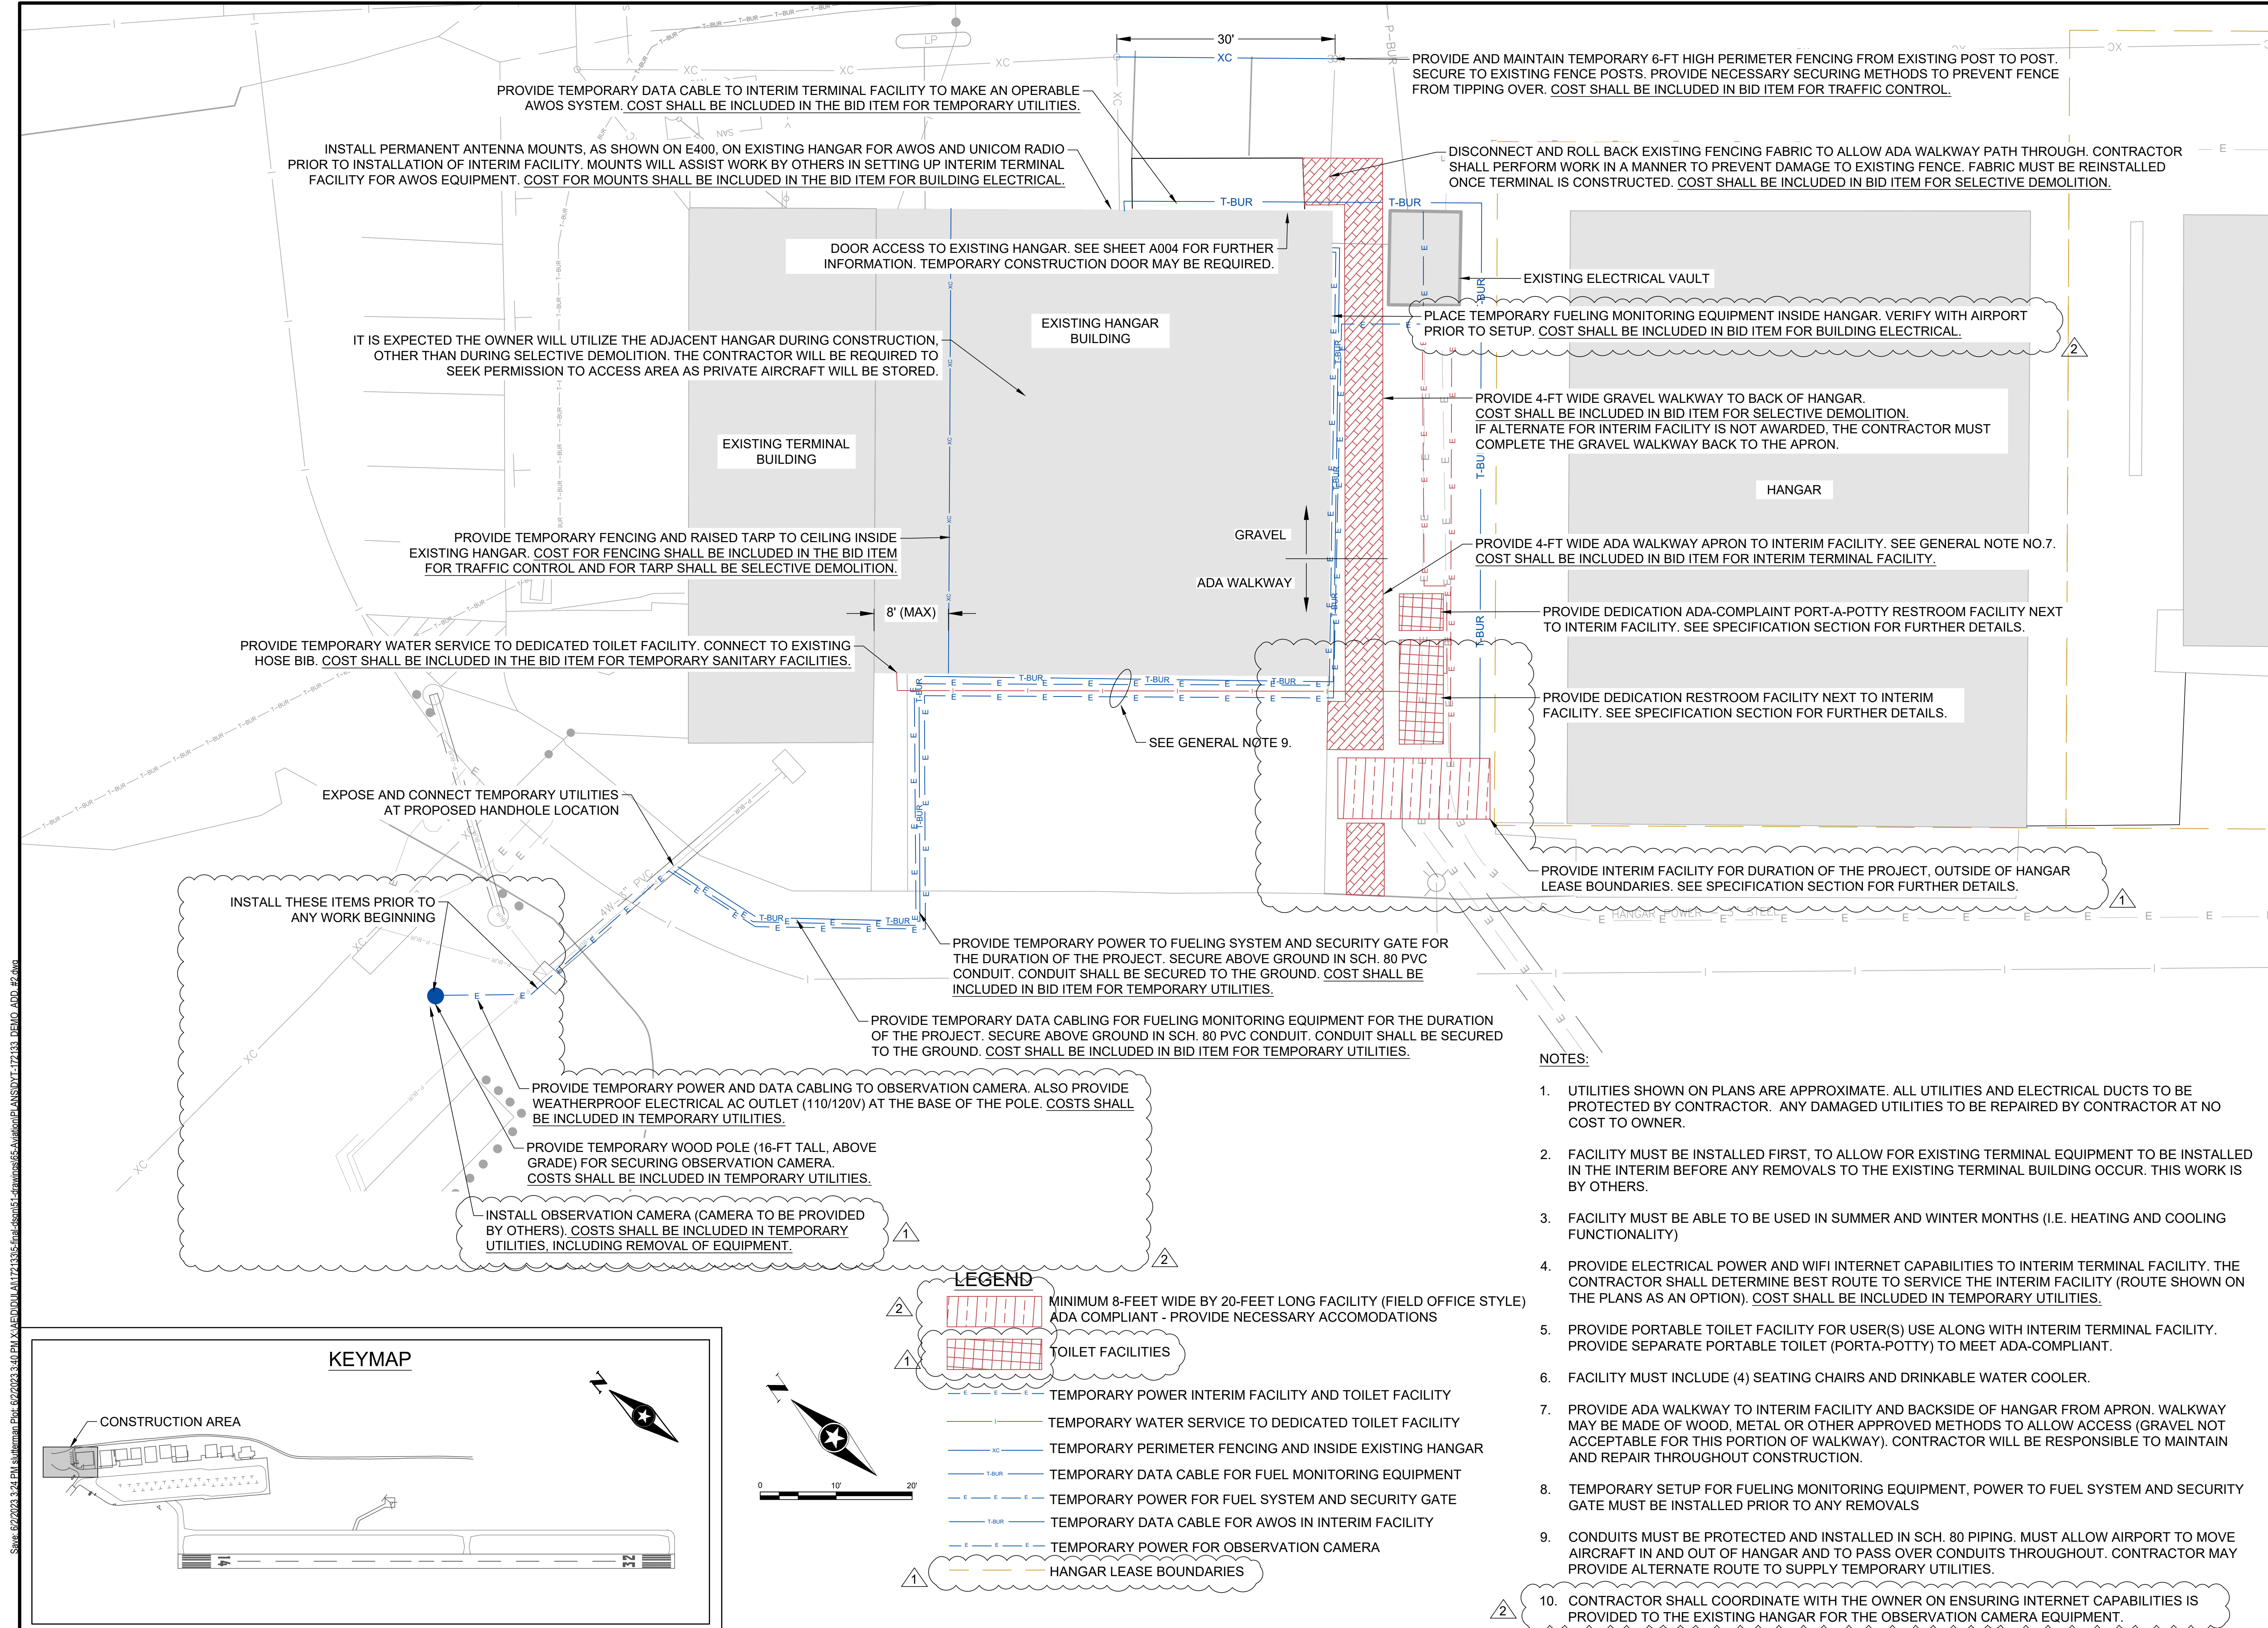 30'
XC
LP
P-BUR
PROVIDE AND MAINTAIN TEMPORARY 6-FT HIGH PERIMETER FENCING FROM EXISTING POST TO POST.
SECURE TO EXISTING FENCE POSTS. PROVIDE NECESSARY SECURING METHODS TO PREVENT FENCE
FROM TIPPING OVER. COST SHALL BE INCLUDED IN BID ITEM FOR TRAFFIC CONTROL.
PROVIDE TEMPORARY DATA CABLE TO INTERIM TERMINAL FACILITY TO MAKE AN OPERABLE
AWOS SYSTEM. COST SHALL BE INCLUDED IN THE BID ITEM FOR TEMPORARY UTILITIES.
INSTALL PERMANENT ANTENNA MOUNTS, AS SHOWN ON E400, ON EXISTING HANGAR FOR AWOS AND UNICOM RADIO
PRIOR TO INSTALLATION OF INTERIM FACILITY. MOUNTS WILL ASSIST WORK BY OTHERS IN SETTING UP INTERIM TERMINAL
FACILITY FOR AWOS EQUIPMENT. COST FOR MOUNTS SHALL BE INCLUDED IN THE BID ITEM FOR BUILDING ELECTRICAL.
DISCONNECT AND ROLL BACK EXISTING FENCING FABRIC TO ALLOW ADA WALKWAY PATH THROUGH. CONTRACTOR
SHALL PERFORM WORK IN A MANNER TO PREVENT DAMAGE TO EXISTING FENCE. FABRIC MUST BE REINSTALLED
ONCE TERMINAL IS CONSTRUCTED. COST SHALL BE INCLUDED IN BID ITEM FOR SELECTIVE DEMOLITION.
T-BUR
T-BUR
DOOR ACCESS TO EXISTING HANGAR. SEE SHEET A004 FOR FURTHER
INFORMATION. TEMPORARY CONSTRUCTION DOOR MAY BE REQUIRED.
EXISTING ELECTRICAL VAULT
PLACE TEMPORARY FUELING MONITORING EQUIPMENT INSIDE HANGAR. VERIFY WITH AIRPORT
PRIOR TO SETUP. COST SHALL BE INCLUDED IN BID ITEM FOR BUILDING ELECTRICAL.
2
EXISTING HANGAR
BUILDING
IT IS EXPECTED THE OWNER WILL UTILIZE THE ADJACENT HANGAR DURING CONSTRUCTION,
OTHER THAN DURING SELECTIVE DEMOLITION. THE CONTRACTOR WILL BE REQUIRED TO
SEEK PERMISSION TO ACCESS AREA AS PRIVATE AIRCRAFT WILL BE STORED.
PROVIDE 4-FT WIDE GRAVEL WALKWAY TO BACK OF HANGAR.
COST SHALL BE INCLUDED IN BID ITEM FOR SELECTIVE DEMOLITION.
IF ALTERNATE FOR INTERIM FACILITY IS NOT AWARDED, THE CONTRACTOR MUST
COMPLETE THE GRAVEL WALKWAY BACK TO THE APRON.
EXISTING TERMINAL
BUILDING
HANGAR
PROVIDE TEMPORARY FENCING AND RAISED TARP TO CEILING INSIDE
EXISTING HANGAR. COST FOR FENCING SHALL BE INCLUDED IN THE BID ITEM
FOR TRAFFIC CONTROL AND FOR TARP SHALL BE SELECTIVE DEMOLITION.
GRAVEL
ADA WALKWAY
PROVIDE 4-FT WIDE ADA WALKWAY APRON TO INTERIM FACILITY. SEE GENERAL NOTE NO.7.
COST SHALL BE INCLUDED IN BID ITEM FOR INTERIM TERMINAL FACILITY.
8' (MAX)
PROVIDE DEDICATION ADA-COMPLAINT PORT-A-POTTY RESTROOM FACILITY NEXT
TO INTERIM FACILITY. SEE SPECIFICATION SECTION FOR FURTHER DETAILS.
PROVIDE TEMPORARY WATER SERVICE TO DEDICATED TOILET FACILITY. CONNECT TO EXISTING
HOSE BIB. COST SHALL BE INCLUDED IN THE BID ITEM FOR TEMPORARY SANITARY FACILITIES.
PROVIDE DEDICATION RESTROOM FACILITY NEXT TO INTERIM
FACILITY. SEE SPECIFICATION SECTION FOR FURTHER DETAILS.
SEE GENERAL NOTE 9.
EXPOSE AND CONNECT TEMPORARY UTILITIES
AT PROPOSED HANDHOLE LOCATION
PROVIDE INTERIM FACILITY FOR DURATION OF THE PROJECT, OUTSIDE OF HANGAR
LEASE BOUNDARIES. SEE SPECIFICATION SECTION FOR FURTHER DETAILS.
1
INSTALL THESE ITEMS PRIOR TO
ANY WORK BEGINNING
PROVIDE TEMPORARY POWER TO FUELING SYSTEM AND SECURITY GATE FOR
THE DURATION OF THE PROJECT. SECURE ABOVE GROUND IN SCH. 80 PVC
CONDUIT. CONDUIT SHALL BE SECURED TO THE GROUND. COST SHALL BE
INCLUDED IN BID ITEM FOR TEMPORARY UTILITIES.
PROVIDE TEMPORARY DATA CABLING FOR FUELING MONITORING EQUIPMENT FOR THE DURATION
OF THE PROJECT. SECURE ABOVE GROUND IN SCH. 80 PVC CONDUIT. CONDUIT SHALL BE SECURED
TO THE GROUND. COST SHALL BE INCLUDED IN BID ITEM FOR TEMPORARY UTILITIES.
PROVIDE TEMPORARY POWER AND DATA CABLING TO OBSERVATION CAMERA. ALSO PROVIDE
WEATHERPROOF ELECTRICAL AC OUTLET (110/120V) AT THE BASE OF THE POLE. COSTS SHALL
BE INCLUDED IN TEMPORARY UTILITIES.
PROVIDE TEMPORARY WOOD POLE (16-FT TALL, ABOVE
GRADE) FOR SECURING OBSERVATION CAMERA.
COSTS SHALL BE INCLUDED IN TEMPORARY UTILITIES.
INSTALL OBSERVATION CAMERA (CAMERA TO BE PROVIDED
BY OTHERS). COSTS SHALL BE INCLUDED IN TEMPORARY
UTILITIES, INCLUDING REMOVAL OF EQUIPMENT.
1
2
LEGEND
2
MINIMUM 8-FEET WIDE BY 20-FEET LONG FACILITY (FIELD OFFICE STYLE)
ADA COMPLIANT - PROVIDE NECESSARY ACCOMODATIONS
1
TOILET FACILITIES
E E E TEMPORARY POWER INTERIM FACILITY AND TOILET FACILITY
I TEMPORARY WATER SERVICE TO DEDICATED TOILET FACILITY
XC TEMPORARY PERIMETER FENCING AND INSIDE EXISTING HANGAR
T-BUR TEMPORARY DATA CABLE FOR FUEL MONITORING EQUIPMENT
E E E TEMPORARY POWER FOR FUEL SYSTEM AND SECURITY GATE
T-BUR TEMPORARY DATA CABLE FOR AWOS IN INTERIM FACILITY
E E E TEMPORARY POWER FOR OBSERVATION CAMERA
1
HANGAR LEASE BOUNDARIES
KEYMAP
N
CONSTRUCTION AREA
14
32
N
0 10' 20'
NOTES:
1. UTILITIES SHOWN ON PLANS ARE APPROXIMATE. ALL UTILITIES AND ELECTRICAL DUCTS TO BE
PROTECTED BY CONTRACTOR. ANY DAMAGED UTILITIES TO BE REPAIRED BY CONTRACTOR AT NO
COST TO OWNER.
2. FACILITY MUST BE INSTALLED FIRST, TO ALLOW FOR EXISTING TERMINAL EQUIPMENT TO BE INSTALLED
IN THE INTERIM BEFORE ANY REMOVALS TO THE EXISTING TERMINAL BUILDING OCCUR. THIS WORK IS
BY OTHERS.
3. FACILITY MUST BE ABLE TO BE USED IN SUMMER AND WINTER MONTHS (I.E. HEATING AND COOLING
FUNCTIONALITY)
4. PROVIDE ELECTRICAL POWER AND WIFI INTERNET CAPABILITIES TO INTERIM TERMINAL FACILITY. THE
CONTRACTOR SHALL DETERMINE BEST ROUTE TO SERVICE THE INTERIM FACILITY (ROUTE SHOWN ON
THE PLANS AS AN OPTION). COST SHALL BE INCLUDED IN TEMPORARY UTILITIES.
5. PROVIDE PORTABLE TOILET FACILITY FOR USER(S) USE ALONG WITH INTERIM TERMINAL FACILITY.
PROVIDE SEPARATE PORTABLE TOILET (PORTA-POTTY) TO MEET ADA-COMPLIANT.
6. FACILITY MUST INCLUDE (4) SEATING CHAIRS AND DRINKABLE WATER COOLER.
7. PROVIDE ADA WALKWAY TO INTERIM FACILITY AND BACKSIDE OF HANGAR FROM APRON. WALKWAY
MAY BE MADE OF WOOD, METAL OR OTHER APPROVED METHODS TO ALLOW ACCESS (GRAVEL NOT
ACCEPTABLE FOR THIS PORTION OF WALKWAY). CONTRACTOR WILL BE RESPONSIBLE TO MAINTAIN
AND REPAIR THROUGHOUT CONSTRUCTION.
8. TEMPORARY SETUP FOR FUELING MONITORING EQUIPMENT, POWER TO FUEL SYSTEM AND SECURITY
GATE MUST BE INSTALLED PRIOR TO ANY REMOVALS
9. CONDUITS MUST BE PROTECTED AND INSTALLED IN SCH. 80 PIPING. MUST ALLOW AIRPORT TO MOVE
AIRCRAFT IN AND OUT OF HANGAR AND TO PASS OVER CONDUITS THROUGHOUT. CONTRACTOR MAY
PROVIDE ALTERNATE ROUTE TO SUPPLY TEMPORARY UTILITIES.
2
10. CONTRACTOR SHALL COORDINATE WITH THE OWNER ON ENSURING INTERNET CAPABILITIES IS
PROVIDED TO THE EXISTING HANGAR FOR THE OBSERVATION CAMERA EQUIPMENT.